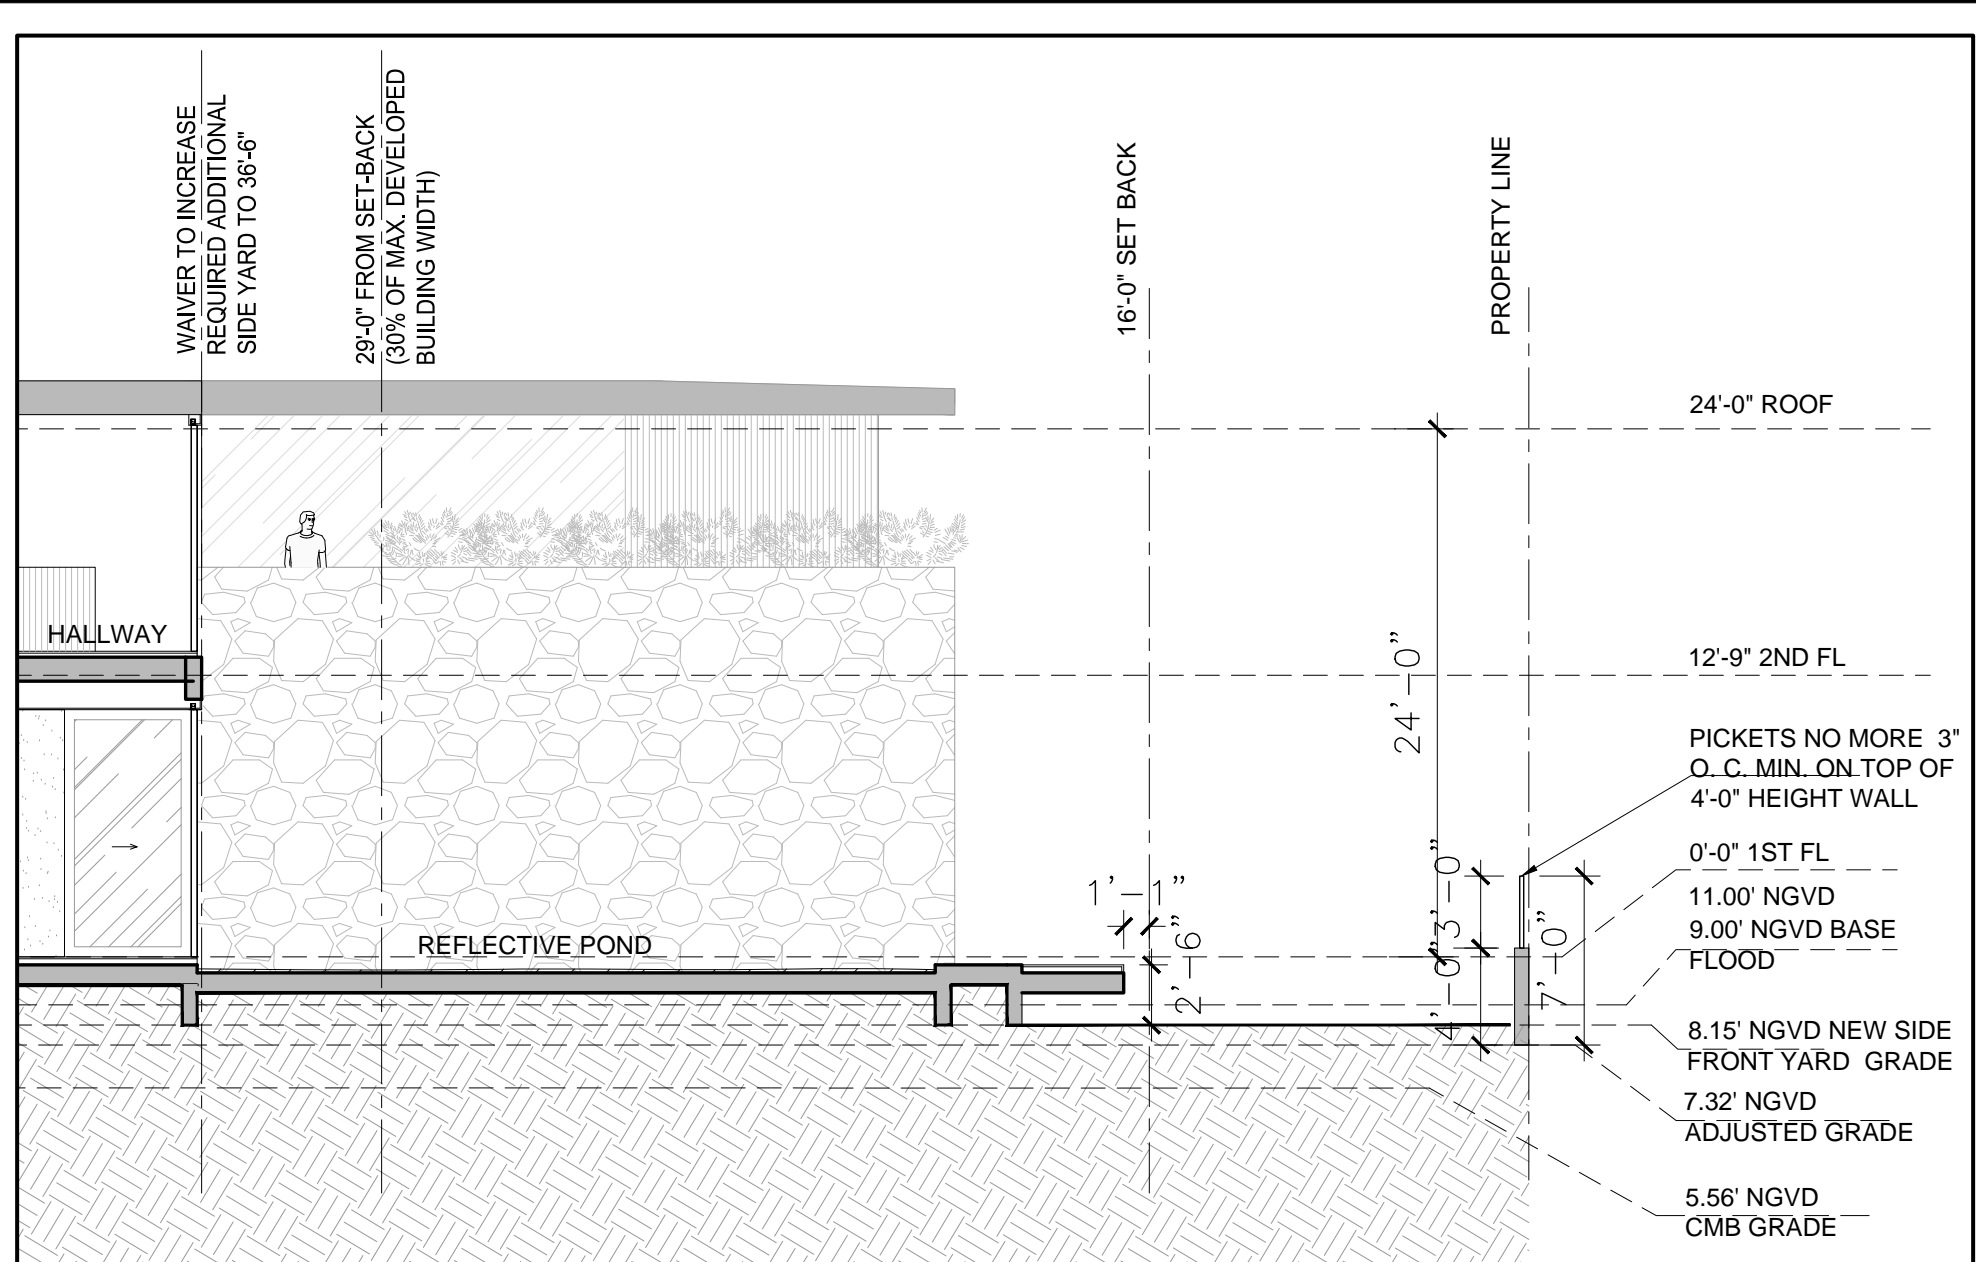 WAIVER TO INCREASE
REQUIRED ADDITIONAL
SIDE YARD TO 36'-6"
29'-0" FROM SET-BACK
(30% OF MAX. DEVELOPED
BUILDING WIDTH)
16'-0" SET BACK
PROPERTY LINE
24'-0" ROOF
HALLWAY
12'-9" 2ND FL
24'-0"
PICKETS NO MORE 3"
O. C. MIN. ON TOP OF
4'-0" HEIGHT WALL
0'-0" 1ST FL
11.00' NGVD
9.00' NGVD BASE
FLOOD
REFLECTIVE POND
1'-1"
2'-6"
3'-0"
4'-0"
7'-0"
8.15' NGVD NEW SIDE
FRONT YARD GRADE
7.32' NGVD
ADJUSTED GRADE
5.56' NGVD
CMB GRADE